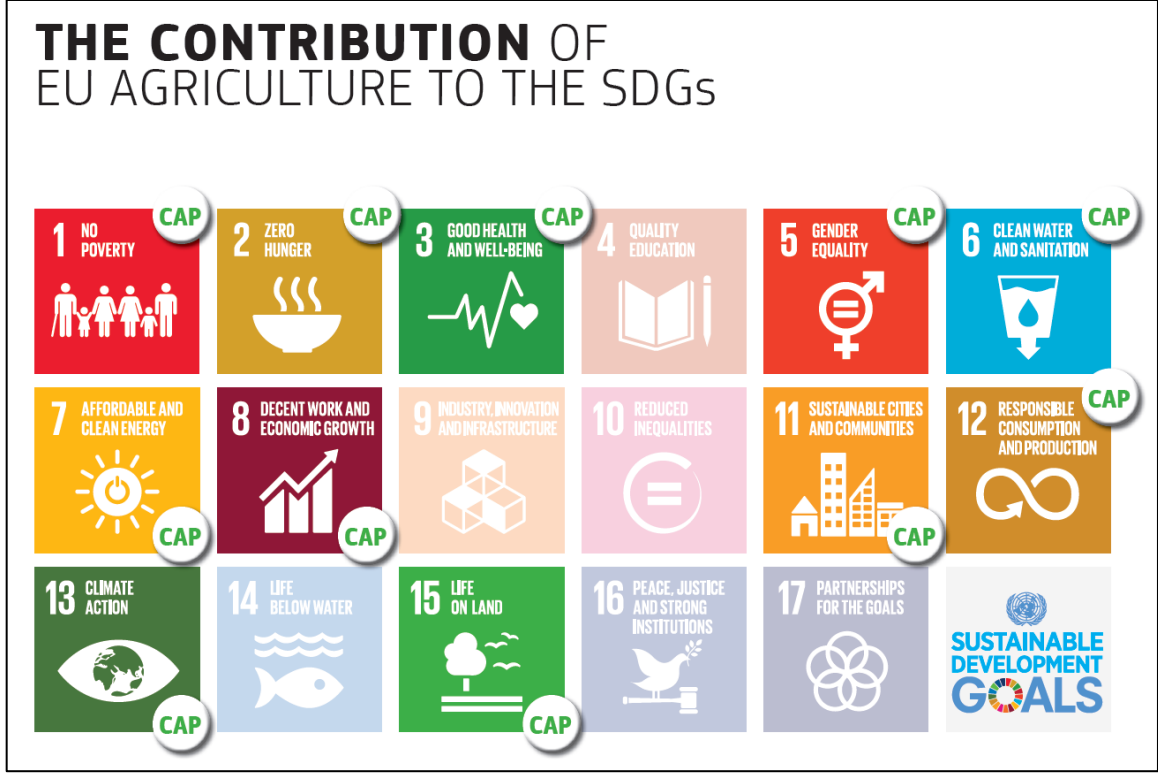 THE CONTRIBUTION OF
EU AGRICULTURE TO THE SDGs
1 NO
POVERTY
CAP
2 ZERO
HUNGER
CAP
3 GOOD HEALTH
AND WELL-BEING
CAP
4 QUALITY
EDUCATION
5 GENDER
EQUALITY
CAP
6 CLEAN WATER
AND SANITATION
CAP
7 AFFORDABLE AND
CLEAN ENERGY
CAP
8 DECENT WORK AND
ECONOMIC GROWTH
CAP
9 INDUSTRY, INNOVATION
AND INFRASTRUCTURE
10 REDUCED
INEQUALITIES
11 SUSTAINABLE CITIES
AND COMMUNITIES
CAP
12 RESPONSIBLE
CONSUMPTION
AND PRODUCTION
CAP
13 CLIMATE
ACTION
CAP
14 LIFE
BELOW WATER
15 LIFE
ON LAND
CAP
16 PEACE, JUSTICE
AND STRONG
INSTITUTIONS
17 PARTNERSHIPS
FOR THE GOALS
SUSTAINABLE
DEVELOPMENT
GOALS